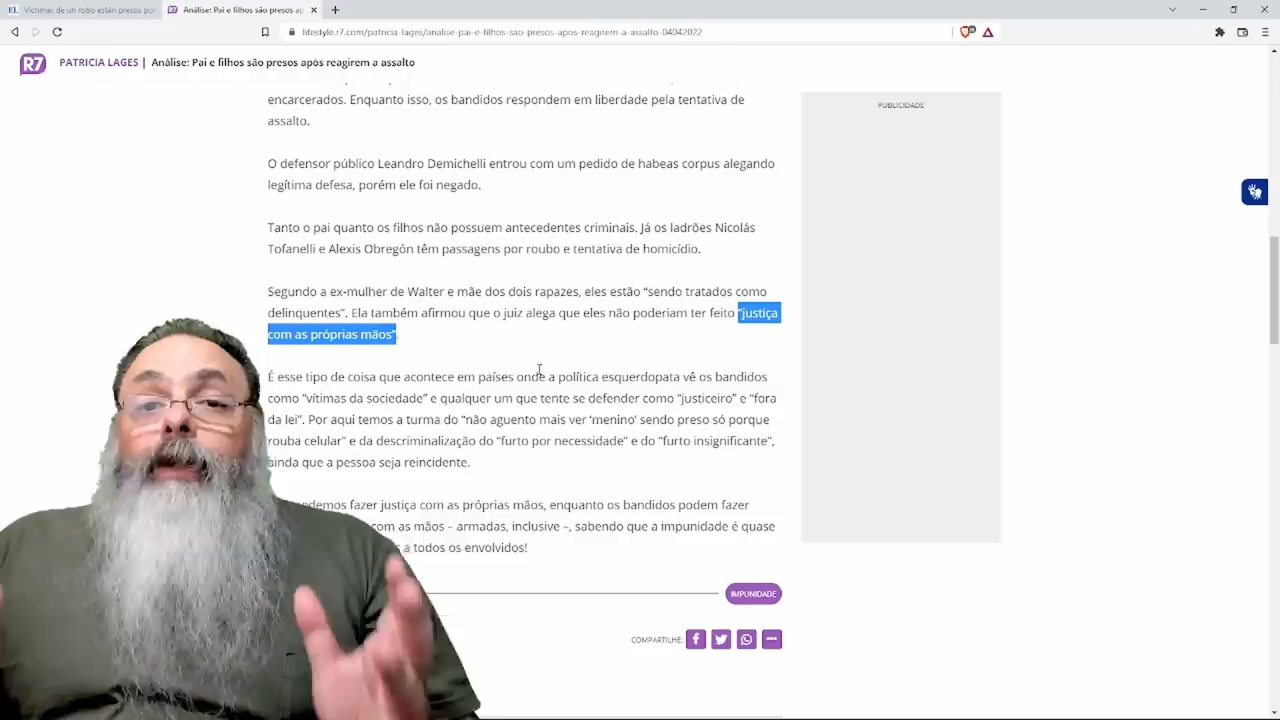 Víctimas de un robo están presos por
Análise: Pai e filhos são presos ap
lifestyle.r7.com/patricia-lages/analise-pai-e-filhos-sao-presos-apos-reagirem-a-assalto-04042022
R7 PATRICIA LAGES | Análise: Pai e filhos são presos após reagirem a assalto
PUBLICIDADE
encarcerados. Enquanto isso, os bandidos respondem em liberdade pela tentativa de
assalto.
O defensor público Leandro Demichelli entrou com um pedido de habeas corpus alegando
legítima defesa, porém ele foi negado.
Tanto o pai quanto os filhos não possuem antecedentes criminais. Já os ladrões Nicolás
Tofanelli e Alexis Obregón têm passagens por roubo e tentativa de homicídio.
Segundo a ex-mulher de Walter e mãe dos dois rapazes, eles estão “sendo tratados como
delinquentes”. Ela também afirmou que o juiz alega que eles não poderiam ter feito “justiça
com as próprias mãos”.
É esse tipo de coisa que acontece em países onde a política esquerdopata vê os bandidos
como “vítimas da sociedade” e qualquer um que tente se defender como “justiceiro” e “fora
da lei”. Por aqui temos a turma do “não aguento mais ver ‘menino’ sendo preso só porque
rouba celular” e da descriminalização do “furto por necessidade” e do “furto insignificante”,
ainda que a pessoa seja reincidente.
podemos fazer justiça com as próprias mãos, enquanto os bandidos podem fazer
com as mãos – armadas, inclusive –, sabendo que a impunidade é quase
a todos os envolvidos!
IMPUNIDADE
COMPARTILHE: